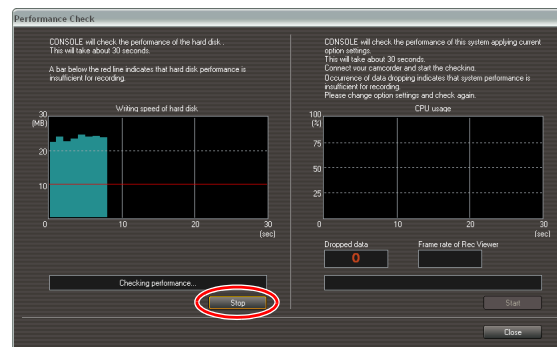 Performance Check
CONSOLE will check the performance of the hard disk.
This will take about 30 seconds.
A bar below the red line indicates that hard disk performance is
insufficient for recording.
Writing speed of hard disk
30
(MB)
20
10
0
10
20
30
(sec)
Checking performance...
Stop
CONSOLE will check the performance of this system applying current
option settings.
This will take about 30 seconds.
Connect your camcorder and start the checking.
Occurrence of data dropping indicates that system performance is
insufficient for recording.
Please change option settings and check again.
CPU usage
100
(%)
75
50
25
0
10
20
30
(sec)
Dropped data
Frame rate of Rec Viewer
0
Start
Close